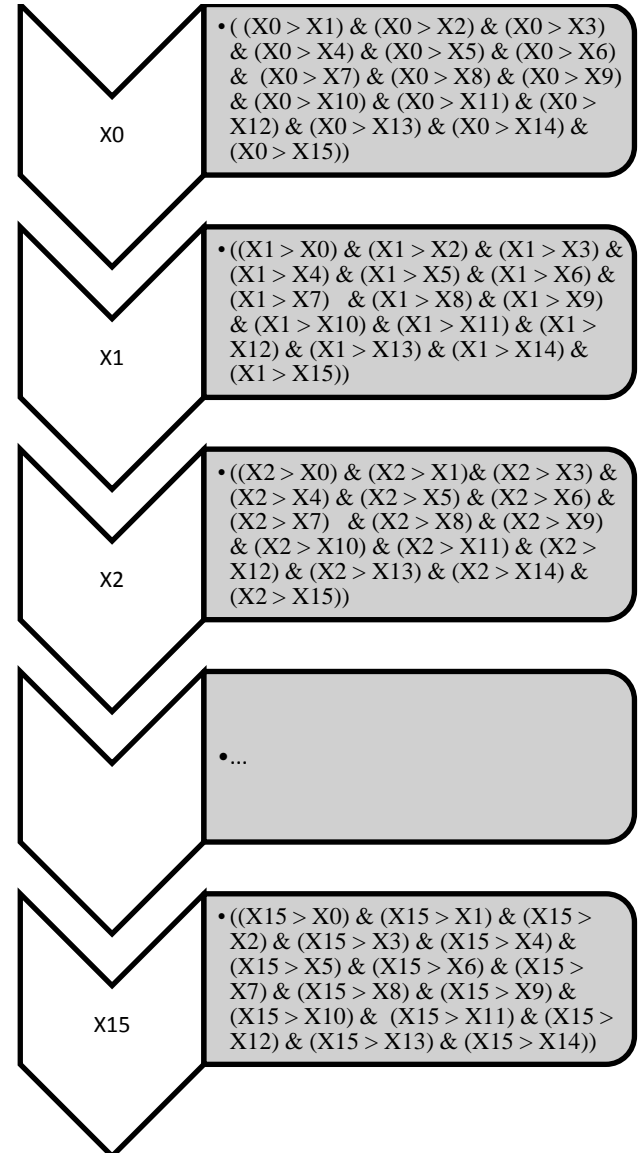 X0
•( (X0 > X1) & (X0 > X2) & (X0 > X3)
& (X0 > X4) & (X0 > X5) & (X0 > X6)
&  (X0 > X7) & (X0 > X8) & (X0 > X9)
& (X0 > X10) & (X0 > X11) & (X0 >
X12) & (X0 > X13) & (X0 > X14) &
(X0 > X15))
X1
•((X1 > X0) & (X1 > X2) & (X1 > X3) &
(X1 > X4) & (X1 > X5) & (X1 > X6) &
(X1 > X7)   & (X1 > X8) & (X1 > X9)
& (X1 > X10) & (X1 > X11) & (X1 >
X12) & (X1 > X13) & (X1 > X14) &
(X1 > X15))
X2
•((X2 > X0) & (X2 > X1)& (X2 > X3) &
(X2 > X4) & (X2 > X5) & (X2 > X6) &
(X2 > X7)   & (X2 > X8) & (X2 > X9)
& (X2 > X10) & (X2 > X11) & (X2 >
X12) & (X2 > X13) & (X2 > X14) &
(X2 > X15))
•...
X15
•((X15 > X0) & (X15 > X1) & (X15 >
X2) & (X15 > X3) & (X15 > X4) &
(X15 > X5) & (X15 > X6) & (X15 >
X7) & (X15 > X8) & (X15 > X9) &
(X15 > X10) &  (X15 > X11) & (X15 >
X12) & (X15 > X13) & (X15 > X14))